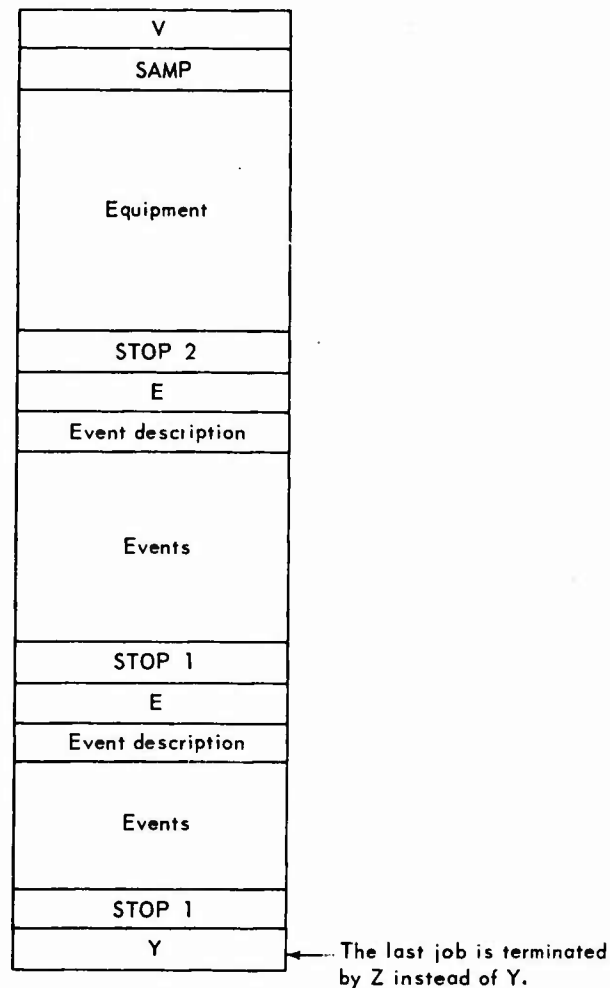 V
SAMP
Equipment
STOP 2
E
Event description
Events
STOP 1
E
Event description
Events
STOP 1
Y
The last job is terminated
by Z instead of Y.